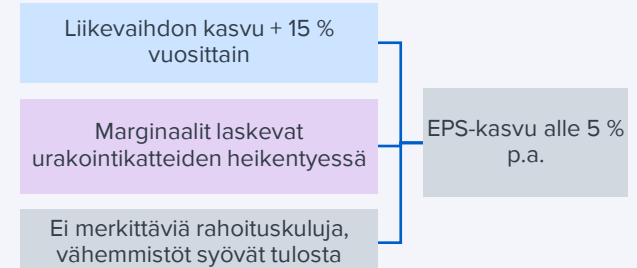 Liikevaihdon kasvu + 15 %
vuosittain
Marginaalit laskevat
urakointikatteiden heikentyessä
Ei merkittäviä rahoituskuluja,
vähemmistöt syövät tulosta
EPS-kasvu alle 5 %
p.a.